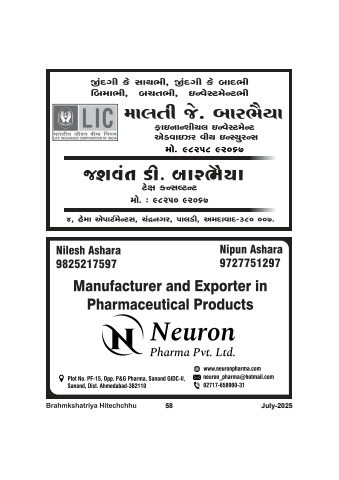 જીંદગી કે સાથભી, જીંદગી કે બાદભી
બિમાભી, બચતભી, ઇન્વેસ્ટમેન્ટભી
LIC
भारतीय जीवन बीमा निगम
LIFE INSURANCE CORPORATION OF INDIA
માલતી જે. બારભૈયા
ફાઇનાન્શીયલ ઇન્વેસ્ટમેન્ટ
એડવાઇઝર વીથ ઇન્સ્યુરન્સ
મો. ૯૮૨૫૮ ૯૨૦૬૭
જશવંત ડી. બારભૈયા
ટેક્ષ કન્સલ્ટન્ટ
મો. : ૯૮૨૫૦ ૯૨૦૬૭
૪, હેમા એપાર્ટમેન્ટસ, ચંદ્રનગર, પાલડી, અમદાવાદ-૩૮૦ ૦૦૭.
Nilesh Ashara
9825217597
Nipun Ashara
9727751297
Manufacturer and Exporter in
Pharmaceutical Products
N
Neuron
Pharma Pvt. Ltd.
Plot No. PF-15, Opp. P&G Pharma, Sanand GIDC-II,
Sanand, Dist. Ahmedabad-382110
www.neuronpharma.com
neuron_pharma@hotmail.com
02717-658900-31
Brahmkshatriya Hitechchhu 58 July-2025